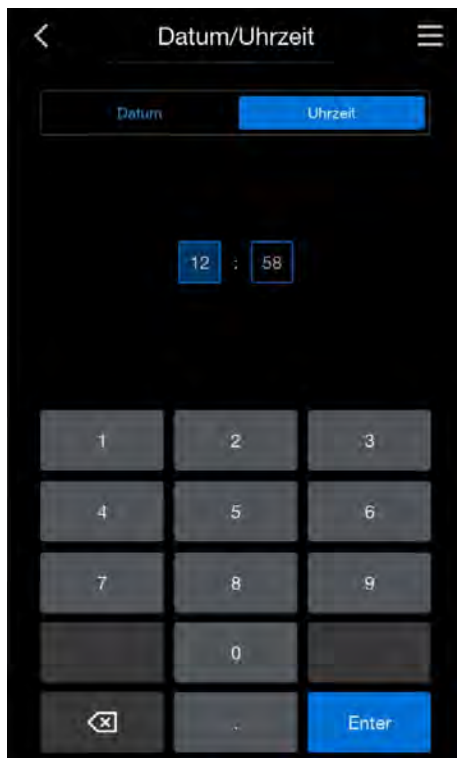 Datum/Uhrzeit
Datum Uhrzeit
12 : 58
1 2 3
4 5 6
7 8 9
0
.
Enter